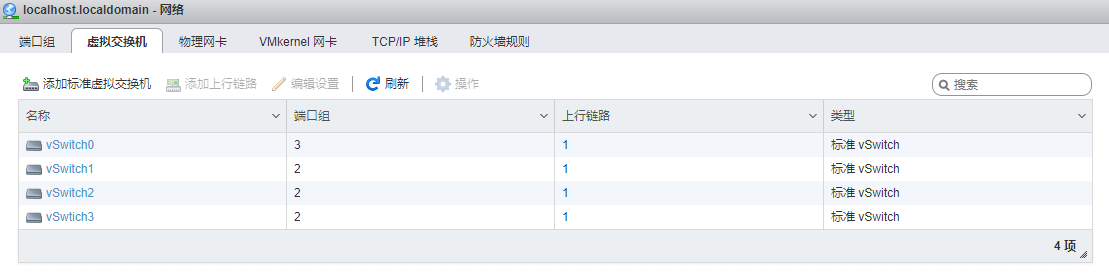 localhost.localdomain - 网络
端口组 虚拟交换机 物理网卡 VMkernel 网卡 TCP/IP 堆栈 防火墙规则
添加标准虚拟交换机 添加上行链路 编辑设置 刷新 操作 搜索
名称 端口组 上行链路 类型
vSwitch0 3 1 标准 vSwitch
vSwitch1 2 1 标准 vSwitch
vSwitch2 2 1 标准 vSwitch
vSwtich3 2 1 标准 vSwitch
4 项